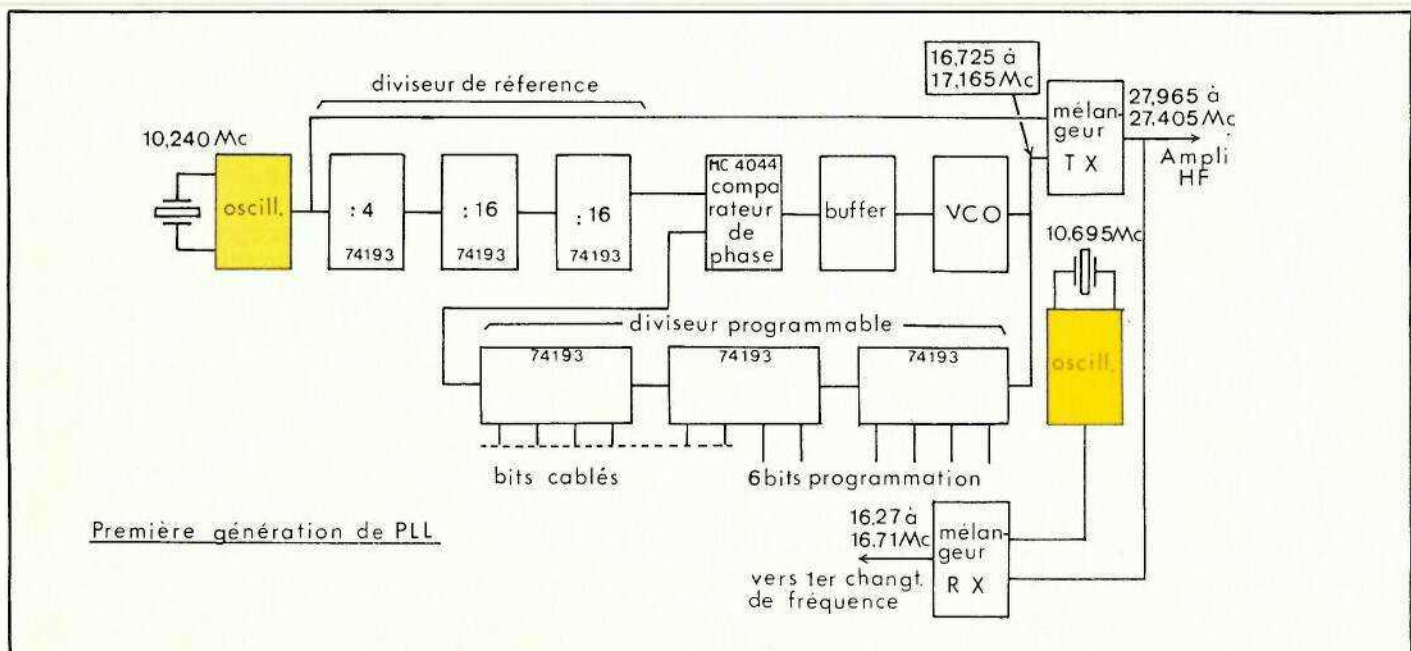 diviseur de réference
16,725 à
17,165 Mc
mélan-
geur
TX
27,965 à
27,405 Mc
Ampli
HF
10,240 Mc
oscill.
: 4
74193
: 16
74193
: 16
74193
MC 4044
compa
rateur
de
phase
buffer
VCO
10,695 Mc
oscill.
diviseur programmable
74193
74193
74193
bits cablés
6 bits programmation
Première génération de PLL
16,27 à
16,71 Mc
vers 1er changt.
de fréquence
mélan-
geur
RX